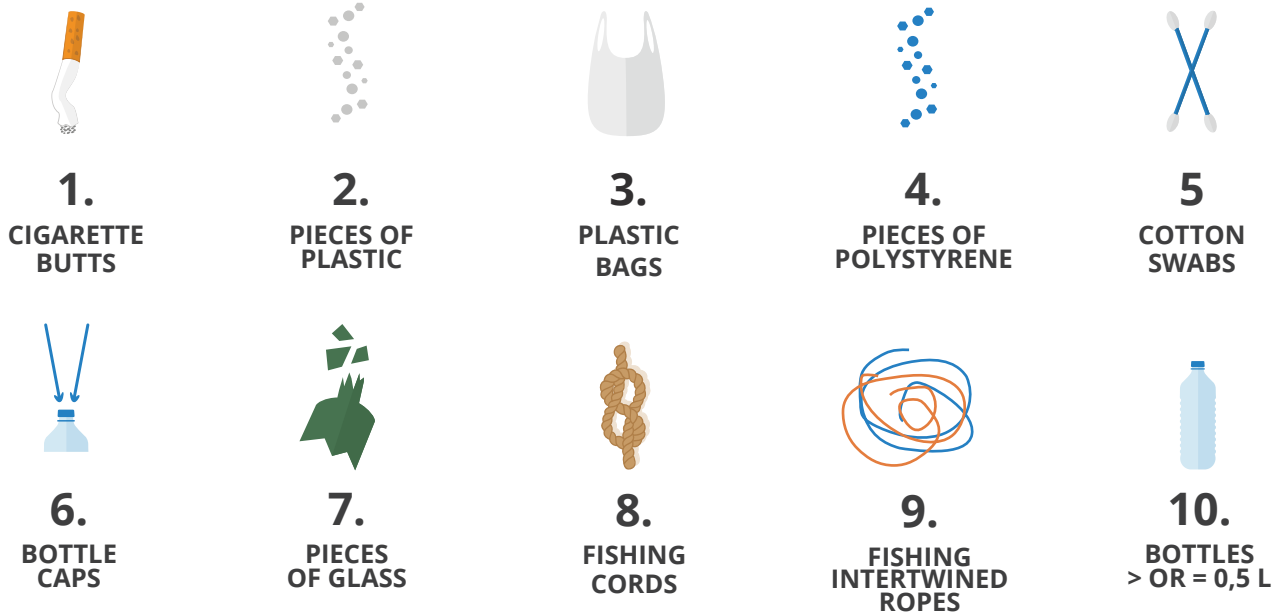 1.
CIGARETTE
BUTTS
2.
PIECES OF
PLASTIC
3.
PLASTIC
BAGS
4.
PIECES OF
POLYSTYRENE
5
COTTON
SWABS
6.
BOTTLE
CAPS
7.
PIECES
OF GLASS
8.
FISHING
CORDS
9.
FISHING
INTERTWINED
ROPES
10.
BOTTLES
> OR = 0,5 L